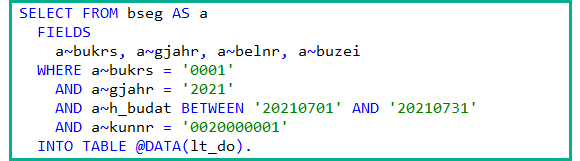 SELECT FROM bseg AS a
FIELDS
a~bukrs, a~gjahr, a~belnr, a~buzei
WHERE a~bukrs = '0001'
AND a~gjahr = '2021'
AND a~h_budat BETWEEN '20210701' AND '20210731'
AND a~kunnr = '0020000001'
INTO TABLE @DATA(lt_do).